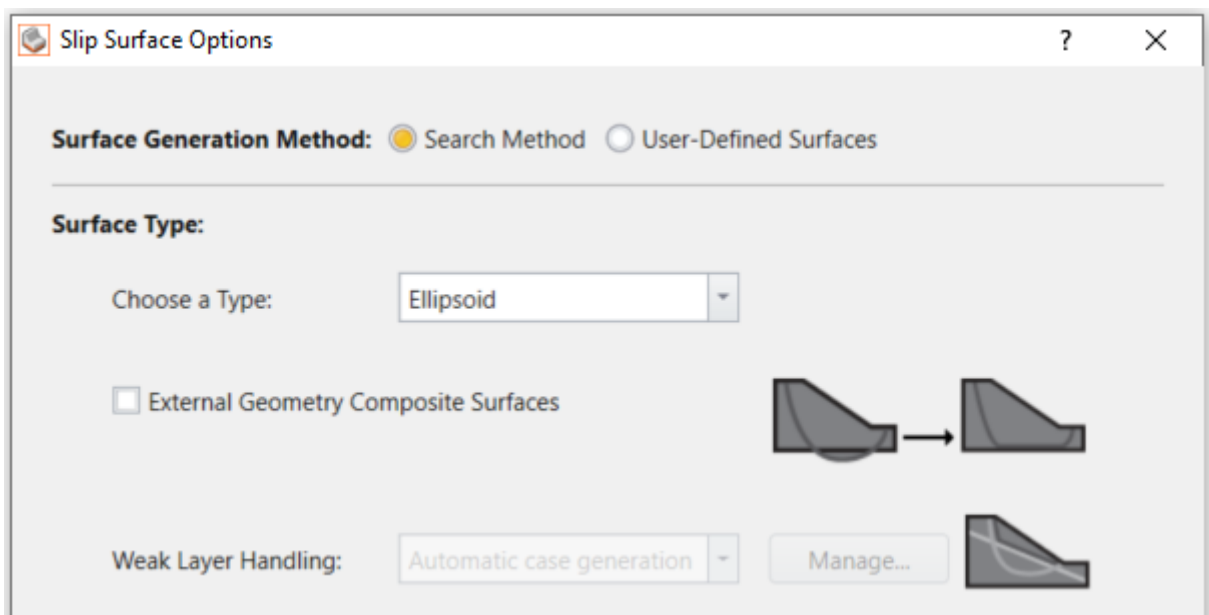 Slip Surface Options ?
Surface Generation Method: Search Method User-Defined Surfaces
Surface Type:
Choose a Type: Ellipsoid
External Geometry Composite Surfaces
Weak Layer Handling: Automatic case generation Manage...